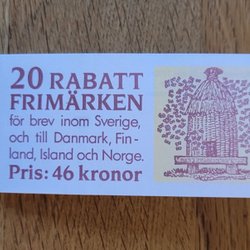 20 RABATT
FRIMÄRKEN
för brev inom Sverige,
och till Danmark, Fin-
land, Island och Norge.
Pris: 46 kronor